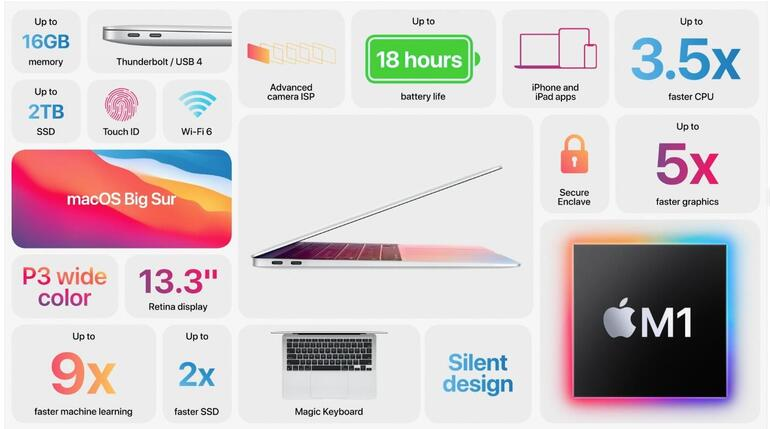 Up to
16GB
memory
Thunderbolt / USB 4
Advanced
camera ISP
Up to
18 hours
battery life
iPhone and
iPad apps
Up to
3.5x
faster CPU
Up to
2TB
SSD
Touch ID
Wi-Fi 6
Secure
Enclave
Up to
5x
faster graphics
macOS Big Sur
P3 wide
color
13.3"
Retina display
M1
Up to
9x
faster machine learning
Up to
2x
faster SSD
Magic Keyboard
Silent
design